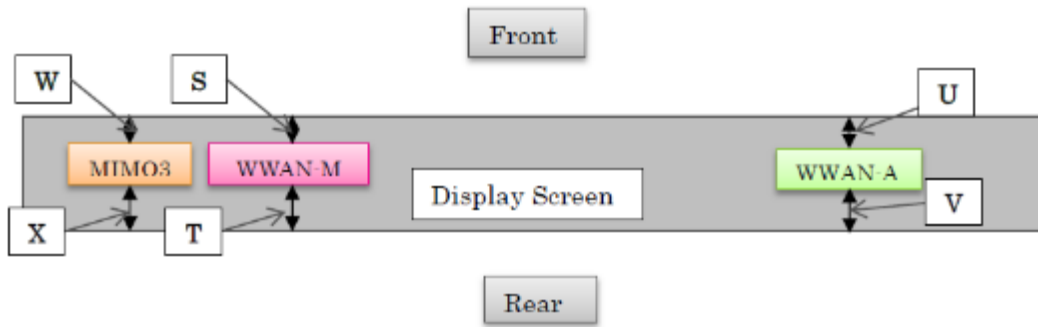 Front
W
S
U
MIMO3
WWAN-M
WWAN-A
Display Screen
X
T
V
Rear